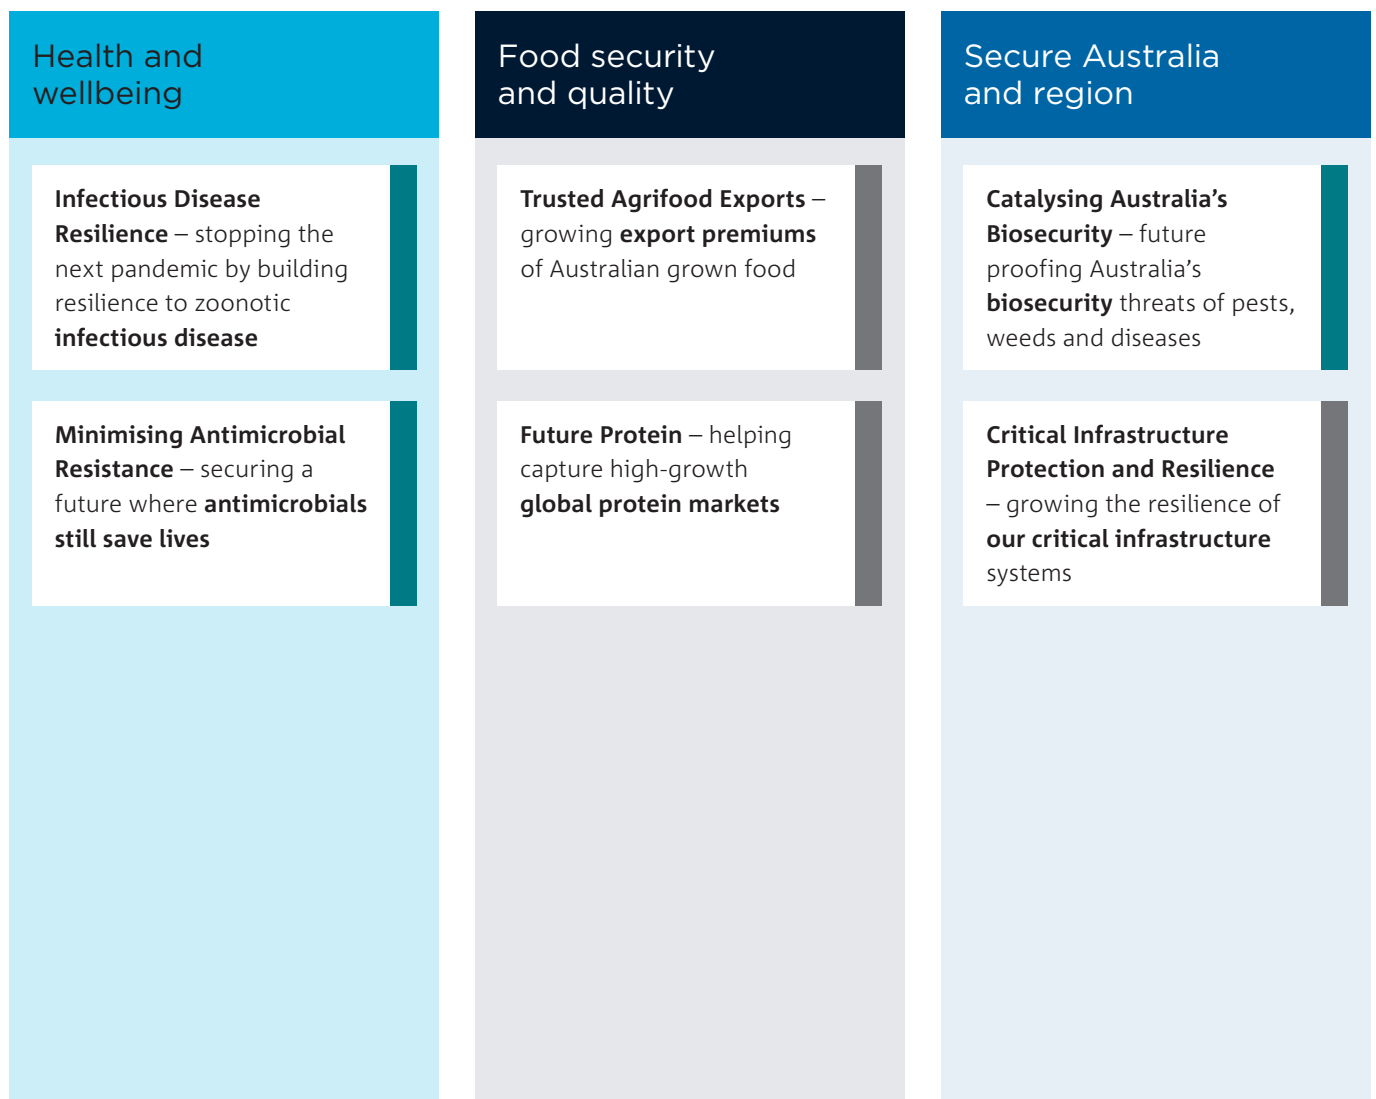 Health and
wellbeing
Infectious Disease
Resilience – stopping the
next pandemic by building
resilience to zoonotic
infectious disease
Minimising Antimicrobial
Resistance – securing a
future where antimicrobials
still save lives
Food security
and quality
Trusted Agrifood Exports –
growing export premiums
of Australian grown food
Future Protein – helping
capture high-growth
global protein markets
Secure Australia
and region
Catalysing Australia’s
Biosecurity – future
proofing Australia’s
biosecurity threats of pests,
weeds and diseases
Critical Infrastructure
Protection and Resilience
– growing the resilience of
our critical infrastructure
systems